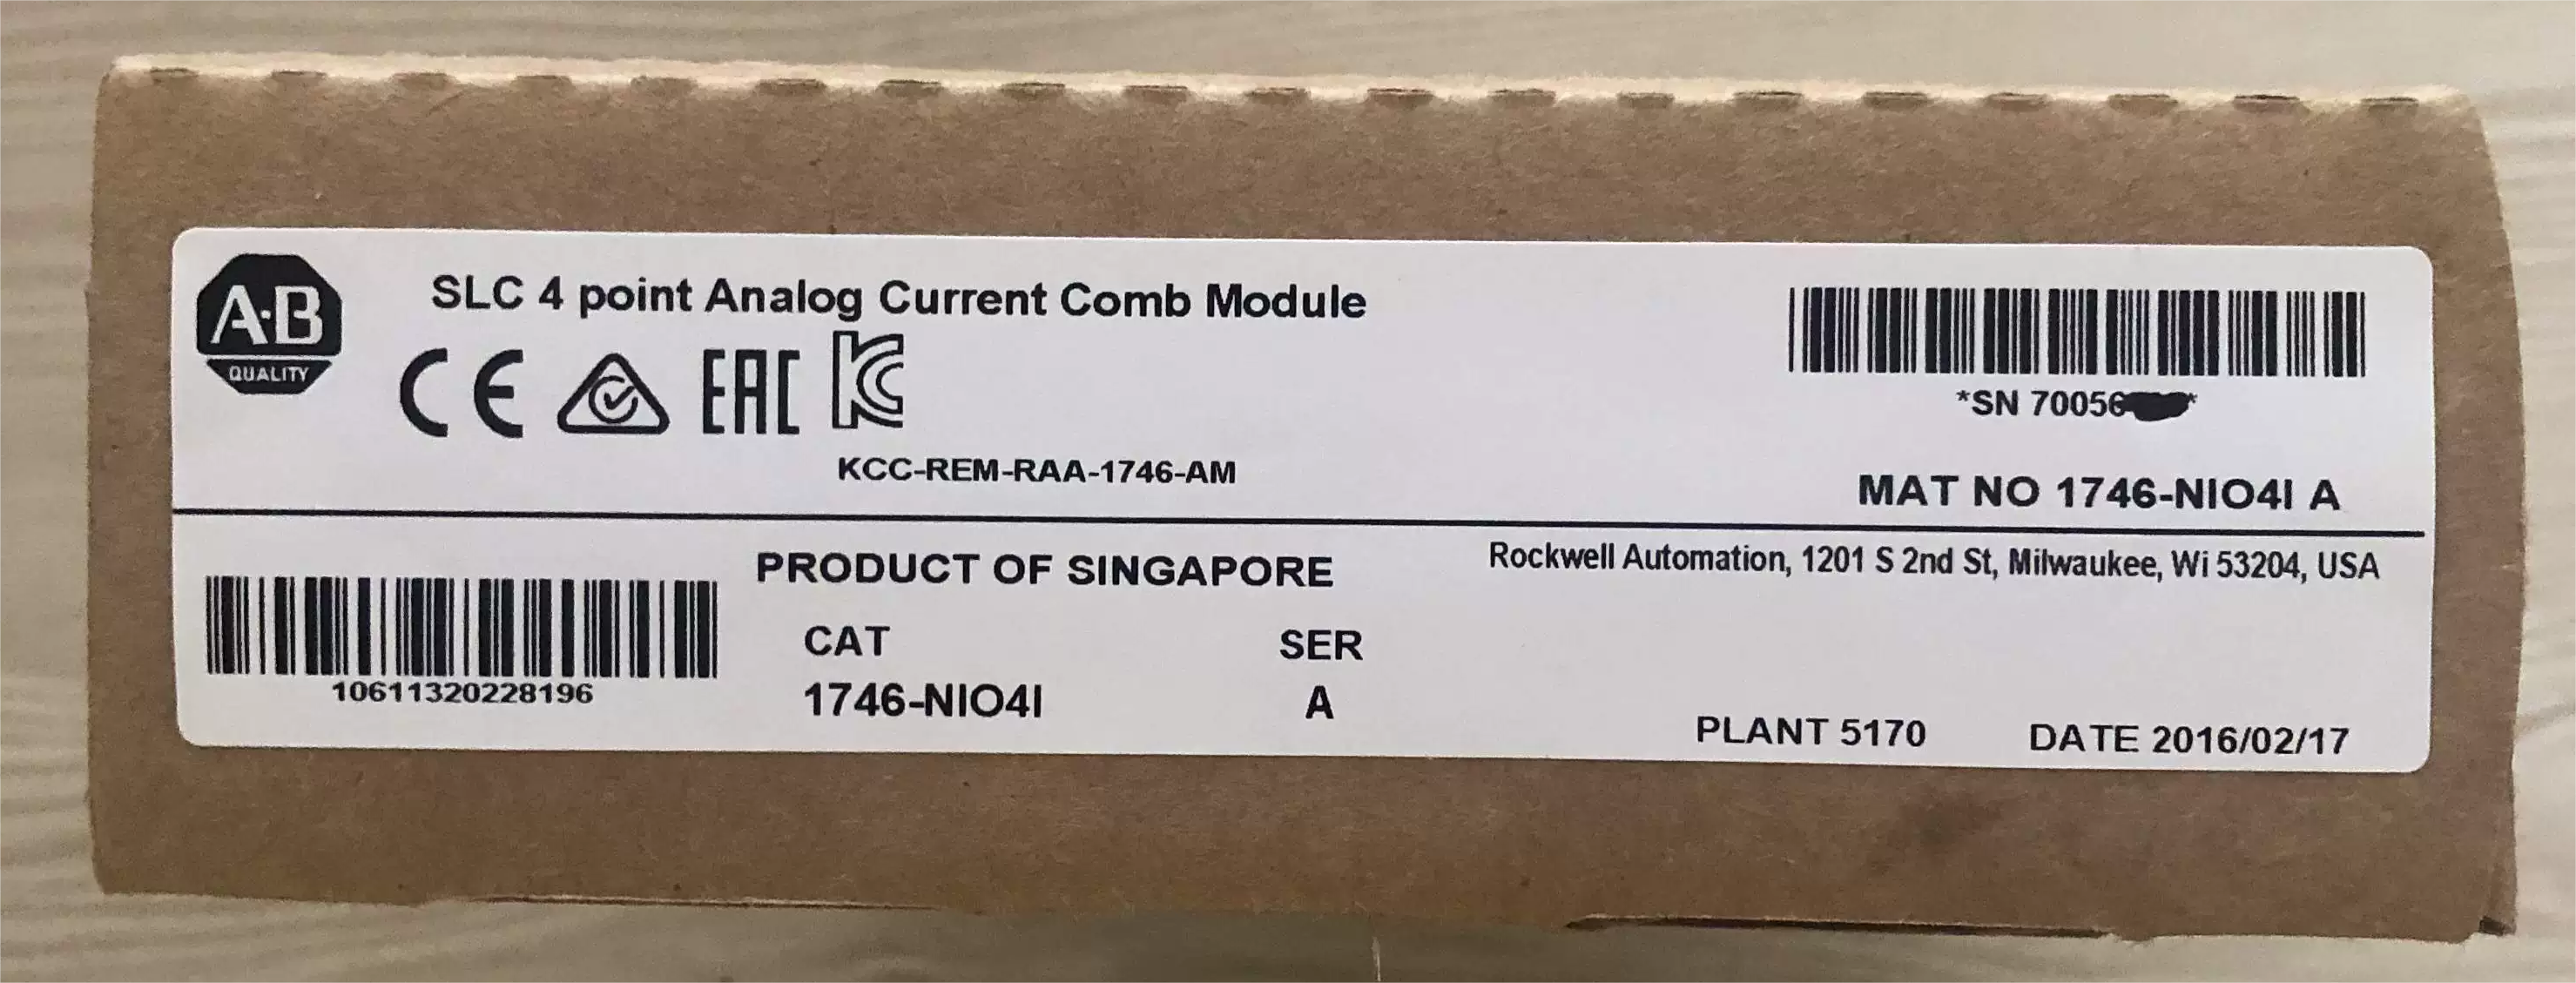 A·B
QUALITY
SLC 4 point Analog Current Comb Module
CE EAC KC
KCC-REM-RAA-1746-AM
*SN 70056
MAT NO 1746-NIO4I A
10611320228196
PRODUCT OF SINGAPORE
CAT
1746-NIO4I
SER
A
Rockwell Automation, 1201 S 2nd St, Milwaukee, Wi 53204, USA
PLANT 5170
DATE 2016/02/17